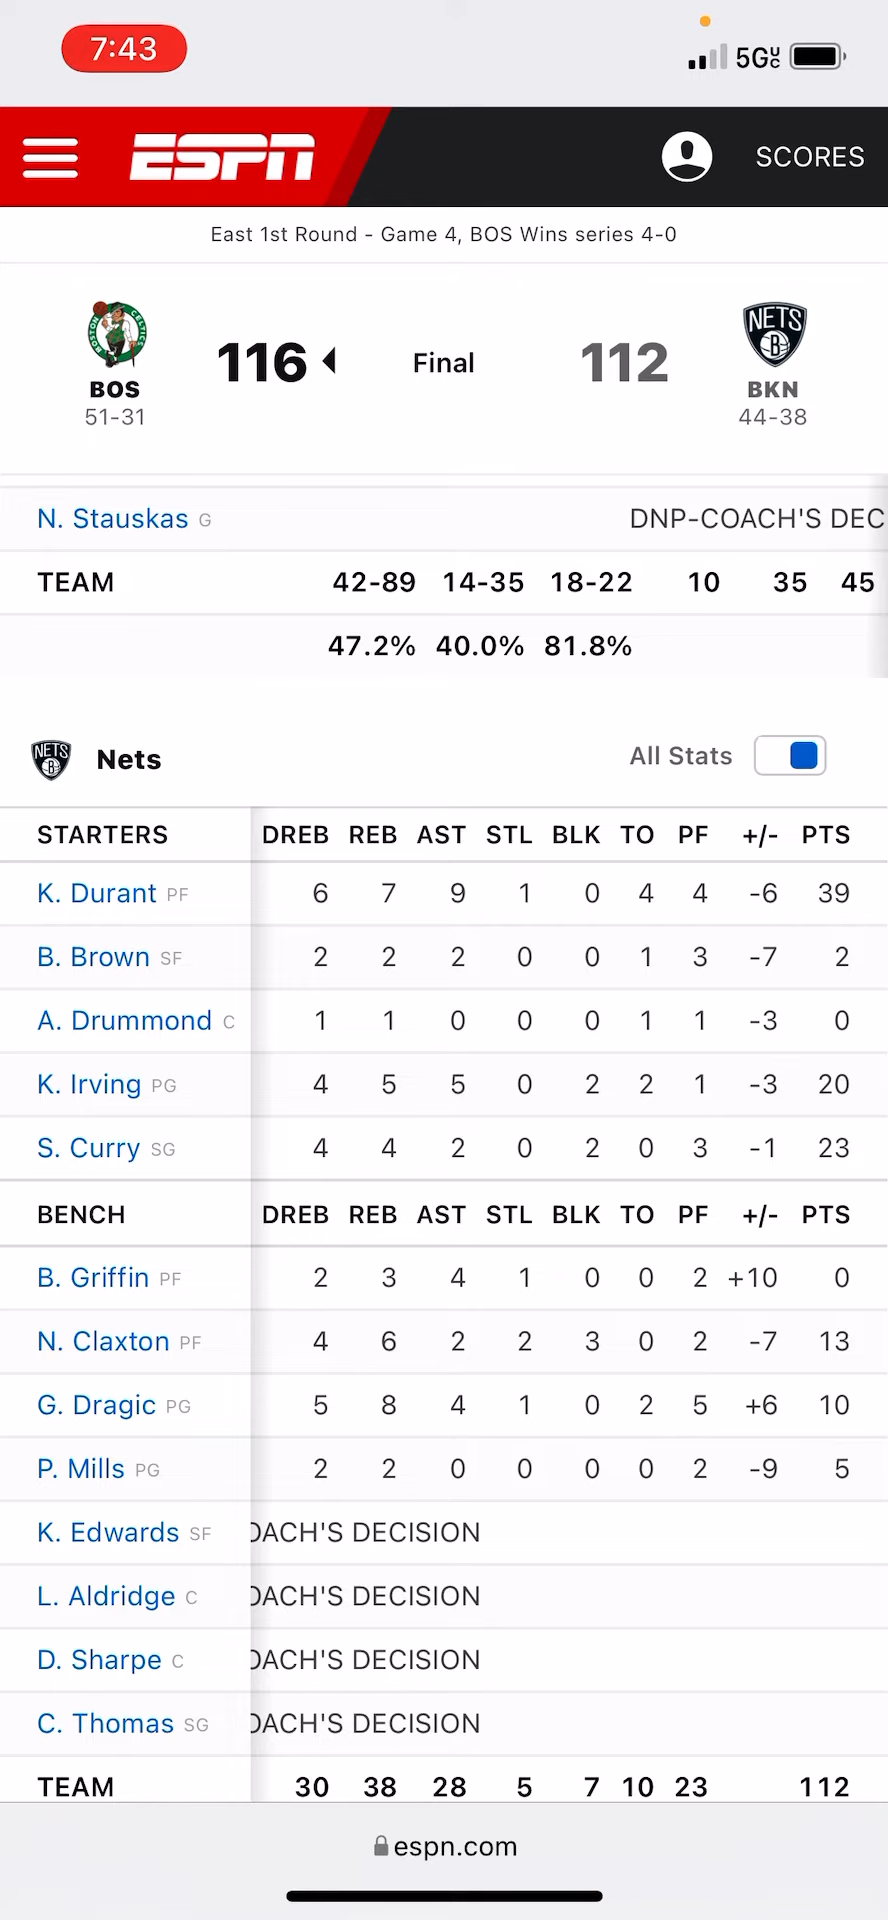 7:43 5G UC
ESPN SCORES
East 1st Round - Game 4, BOS Wins series 4-0
BOS 116 Final 112 BKN
51-31 44-38
N. Stauskas G DNP-COACH'S DEC
TEAM 42-89 14-35 18-22 10 35 45
47.2% 40.0% 81.8%
Nets All Stats
STARTERS DREB REB AST STL BLK TO PF +/- PTS
K. Durant PF 6 7 9 1 0 4 4 -6 39
B. Brown SF 2 2 2 0 0 1 3 -7 2
A. Drummond C 1 1 0 0 0 1 1 -3 0
K. Irving PG 4 5 5 0 2 2 1 -3 20
S. Curry SG 4 4 2 0 2 0 3 -1 23
BENCH DREB REB AST STL BLK TO PF +/- PTS
B. Griffin PF 2 3 4 1 0 0 2 +10 0
N. Claxton PF 4 6 2 2 3 0 2 -7 13
G. Dragic PG 5 8 4 1 0 2 5 +6 10
P. Mills PG 2 2 0 0 0 0 2 -9 5
K. Edwards SF OACH'S DECISION
L. Aldridge C OACH'S DECISION
D. Sharpe C OACH'S DECISION
C. Thomas SG OACH'S DECISION
TEAM 30 38 28 5 7 10 23 112
espn.com